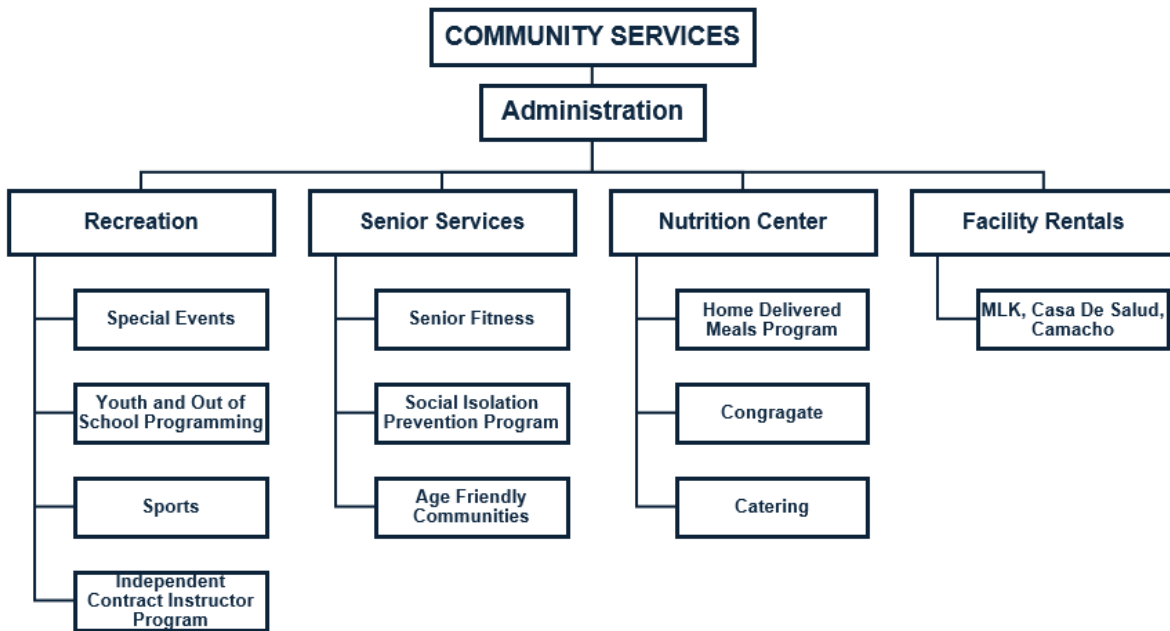 COMMUNITY SERVICES
Administration
Recreation
Special Events
Youth and Out of
School Programming
Sports
Independent
Contract Instructor
Program
Senior Services
Senior Fitness
Social Isolation
Prevention Program
Age Friendly
Communities
Nutrition Center
Home Delivered
Meals Program
Congragate
Catering
Facility Rentals
MLK, Casa De Salud,
Camacho